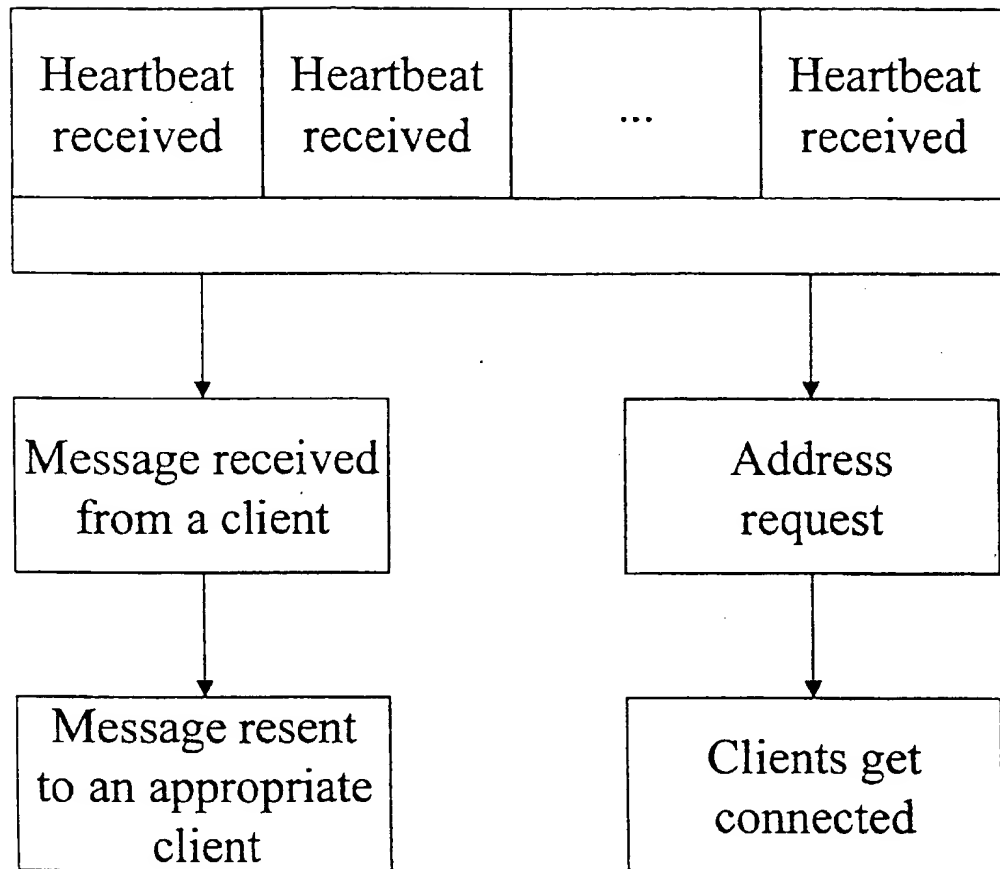 Heartbeat
received
Heartbeat
received
...
Heartbeat
received
Message received
from a client
Address
request
Message resent
to an appropriate
client
Clients get
connected